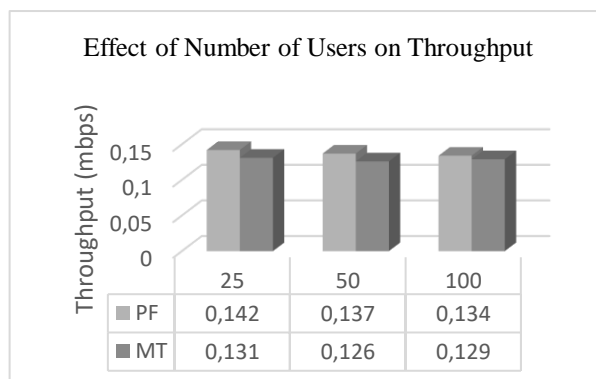 Effect of Number of Users on Throughput
Throughput (mbps)
0,15
0,1
0,05
0
25 50 100
PF 0,142 0,137 0,134
MT 0,131 0,126 0,129